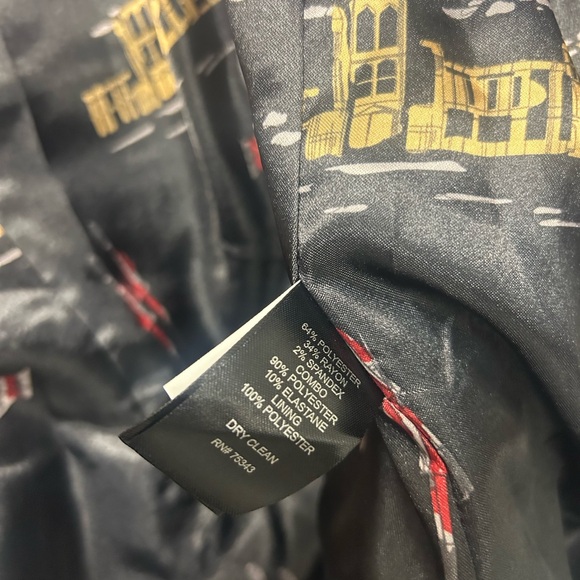 64% POLYESTER
34% RAYON
2% SPANDEX
COMBO
90% POLYESTER
10% ELASTANE
LINING
100% POLYESTER
DRY CLEAN
RN# 75343